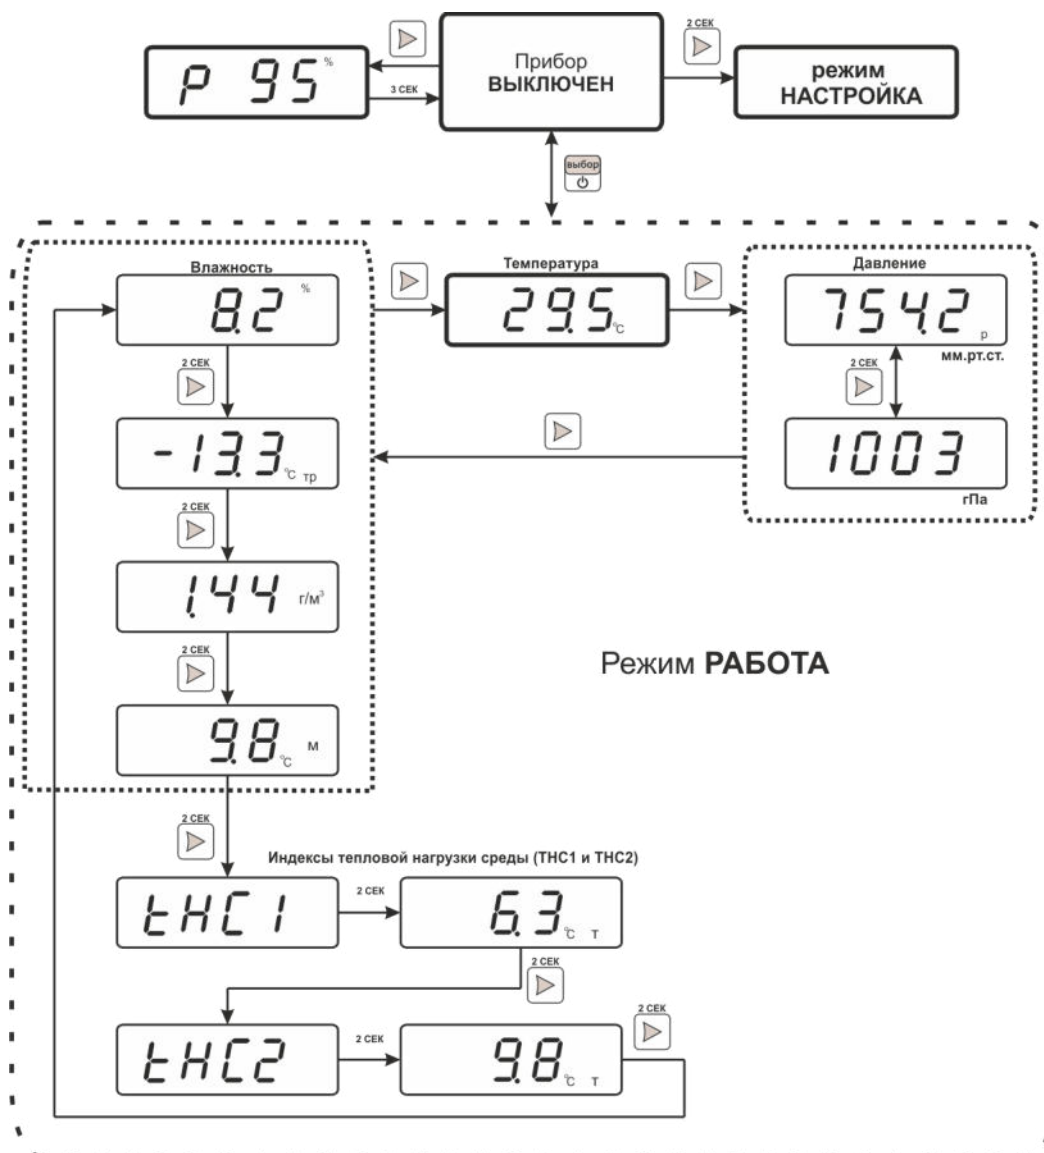 2 СЕК
P 95 %
3 СЕК
Прибор
ВЫКЛЮЧЕН
режим
НАСТРОЙКА
выбор
Влажность
8.2 %
2 СЕК
-13.3 °C тр
2 СЕК
1.44 г/м³
2 СЕК
9.8 °C м
Температура
29.5 °C
Давление
754.2 р
мм.рт.ст.
2 СЕК
1003
гПа
Режим РАБОТА
2 СЕК
Индексы тепловой нагрузки среды (ТНС1 и ТНС2)
tHC1
2 СЕК
6.3 °C т
2 СЕК
tHC2
2 СЕК
9.8 °C т
2 СЕК